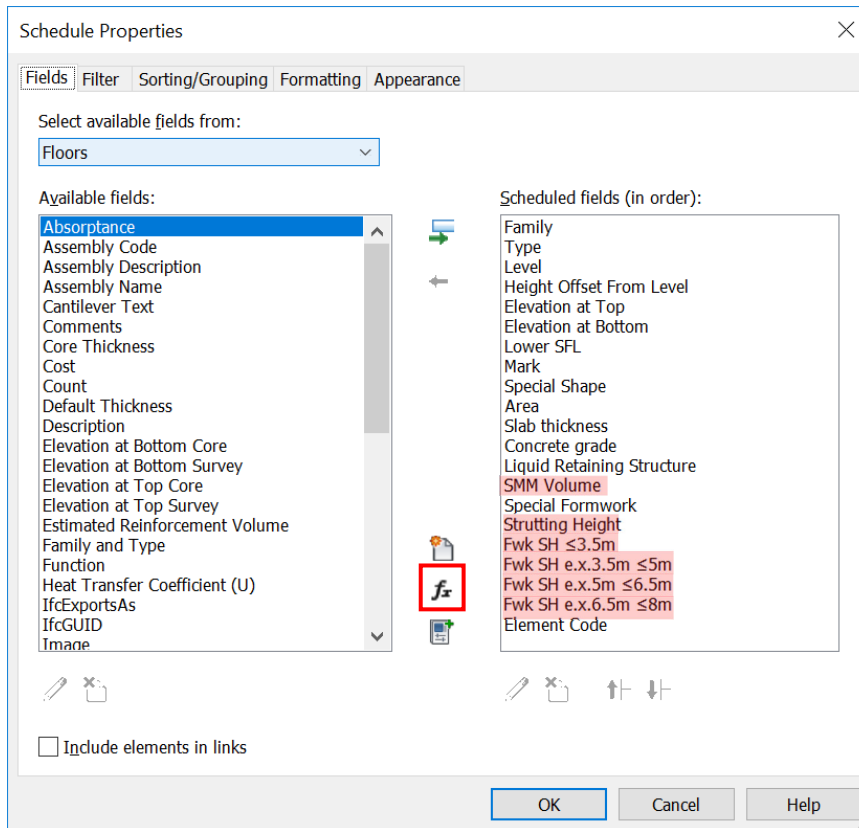 Schedule Properties
Fields Filter Sorting/Grouping Formatting Appearance
Select available fields from:
Floors
Available fields:
Absorptance
Assembly Code
Assembly Description
Assembly Name
Cantilever Text
Comments
Core Thickness
Cost
Count
Default Thickness
Description
Elevation at Bottom Core
Elevation at Bottom Survey
Elevation at Top Core
Elevation at Top Survey
Estimated Reinforcement Volume
Family and Type
Function
Heat Transfer Coefficient (U)
IfcExportsAs
IfcGUID
Image
fx
Scheduled fields (in order):
Family
Type
Level
Height Offset From Level
Elevation at Top
Elevation at Bottom
Lower SFL
Mark
Special Shape
Area
Slab thickness
Concrete grade
Liquid Retaining Structure
SMM Volume
Special Formwork
Strutting Height
Fwk SH ≤3.5m
Fwk SH e.x.3.5m ≤5m
Fwk SH e.x.5m ≤6.5m
Fwk SH e.x.6.5m ≤8m
Element Code
Include elements in links
OK Cancel Help